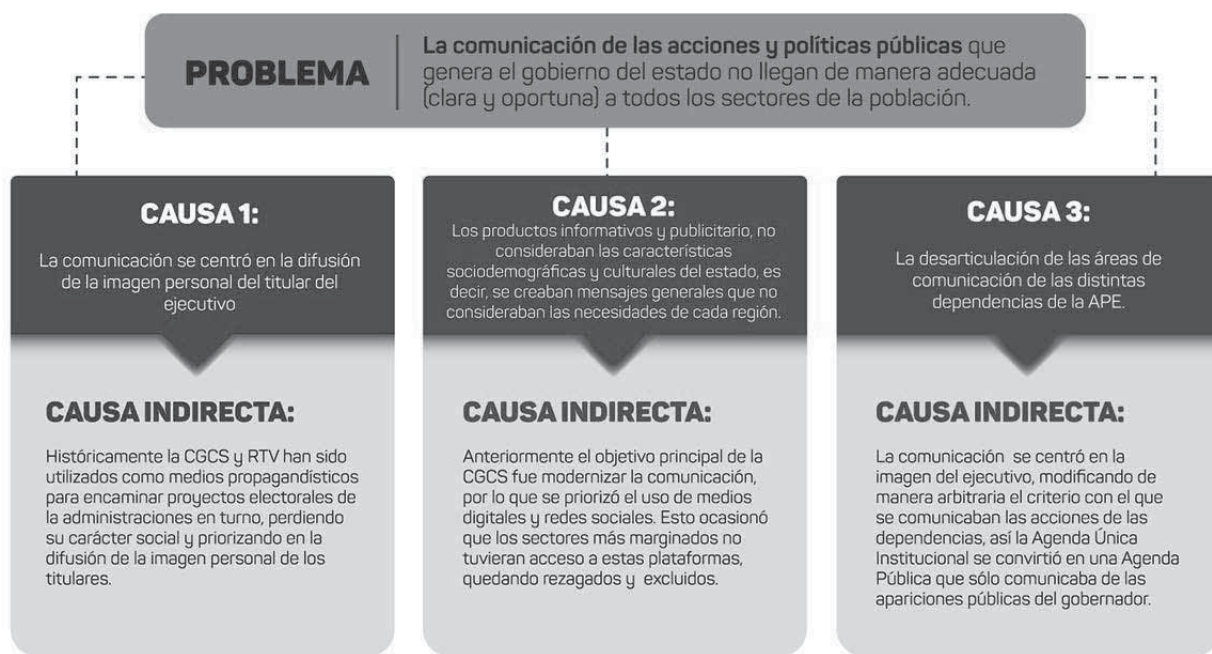 PROBLEMA
La comunicación de las acciones y políticas públicas que
genera el gobierno del estado no llegan de manera adecuada
(clara y oportuna) a todos los sectores de la población.
CAUSA 1:
La comunicación se centró en la difusión
de la imagen personal del titular del
ejecutivo
CAUSA INDIRECTA:
Históricamente la CGCS y RTV han sido
utilizados como medios propagandísticos
para encaminar proyectos electorales de
la administraciones en turno, perdiendo
su carácter social y priorizando en la
difusión de la imagen personal de los
titulares.
CAUSA 2:
Los productos informativos y publicitario, no
consideraban las características
sociodemográficas y culturales del estado, es
decir, se creaban mensajes generales que no
consideraban las necesidades de cada región.
CAUSA INDIRECTA:
Anteriormente el objetivo principal de la
CGCS fue modernizar la comunicación,
por lo que se priorizó el uso de medios
digitales y redes sociales. Esto ocasionó
que los sectores más marginados no
tuvieran acceso a estas plataformas,
quedando rezagados y excluidos.
CAUSA 3:
La desarticulación de las áreas de
comunicación de las distintas
dependencias de la APE.
CAUSA INDIRECTA:
La comunicación se centró en la
imagen del ejecutivo, modificando de
manera arbitraria el criterio con el que
se comunicaban las acciones de las
dependencias, así la Agenda Única
Institucional se convirtió en una Agenda
Pública que sólo comunicaba de las
apariciones públicas del gobernador.